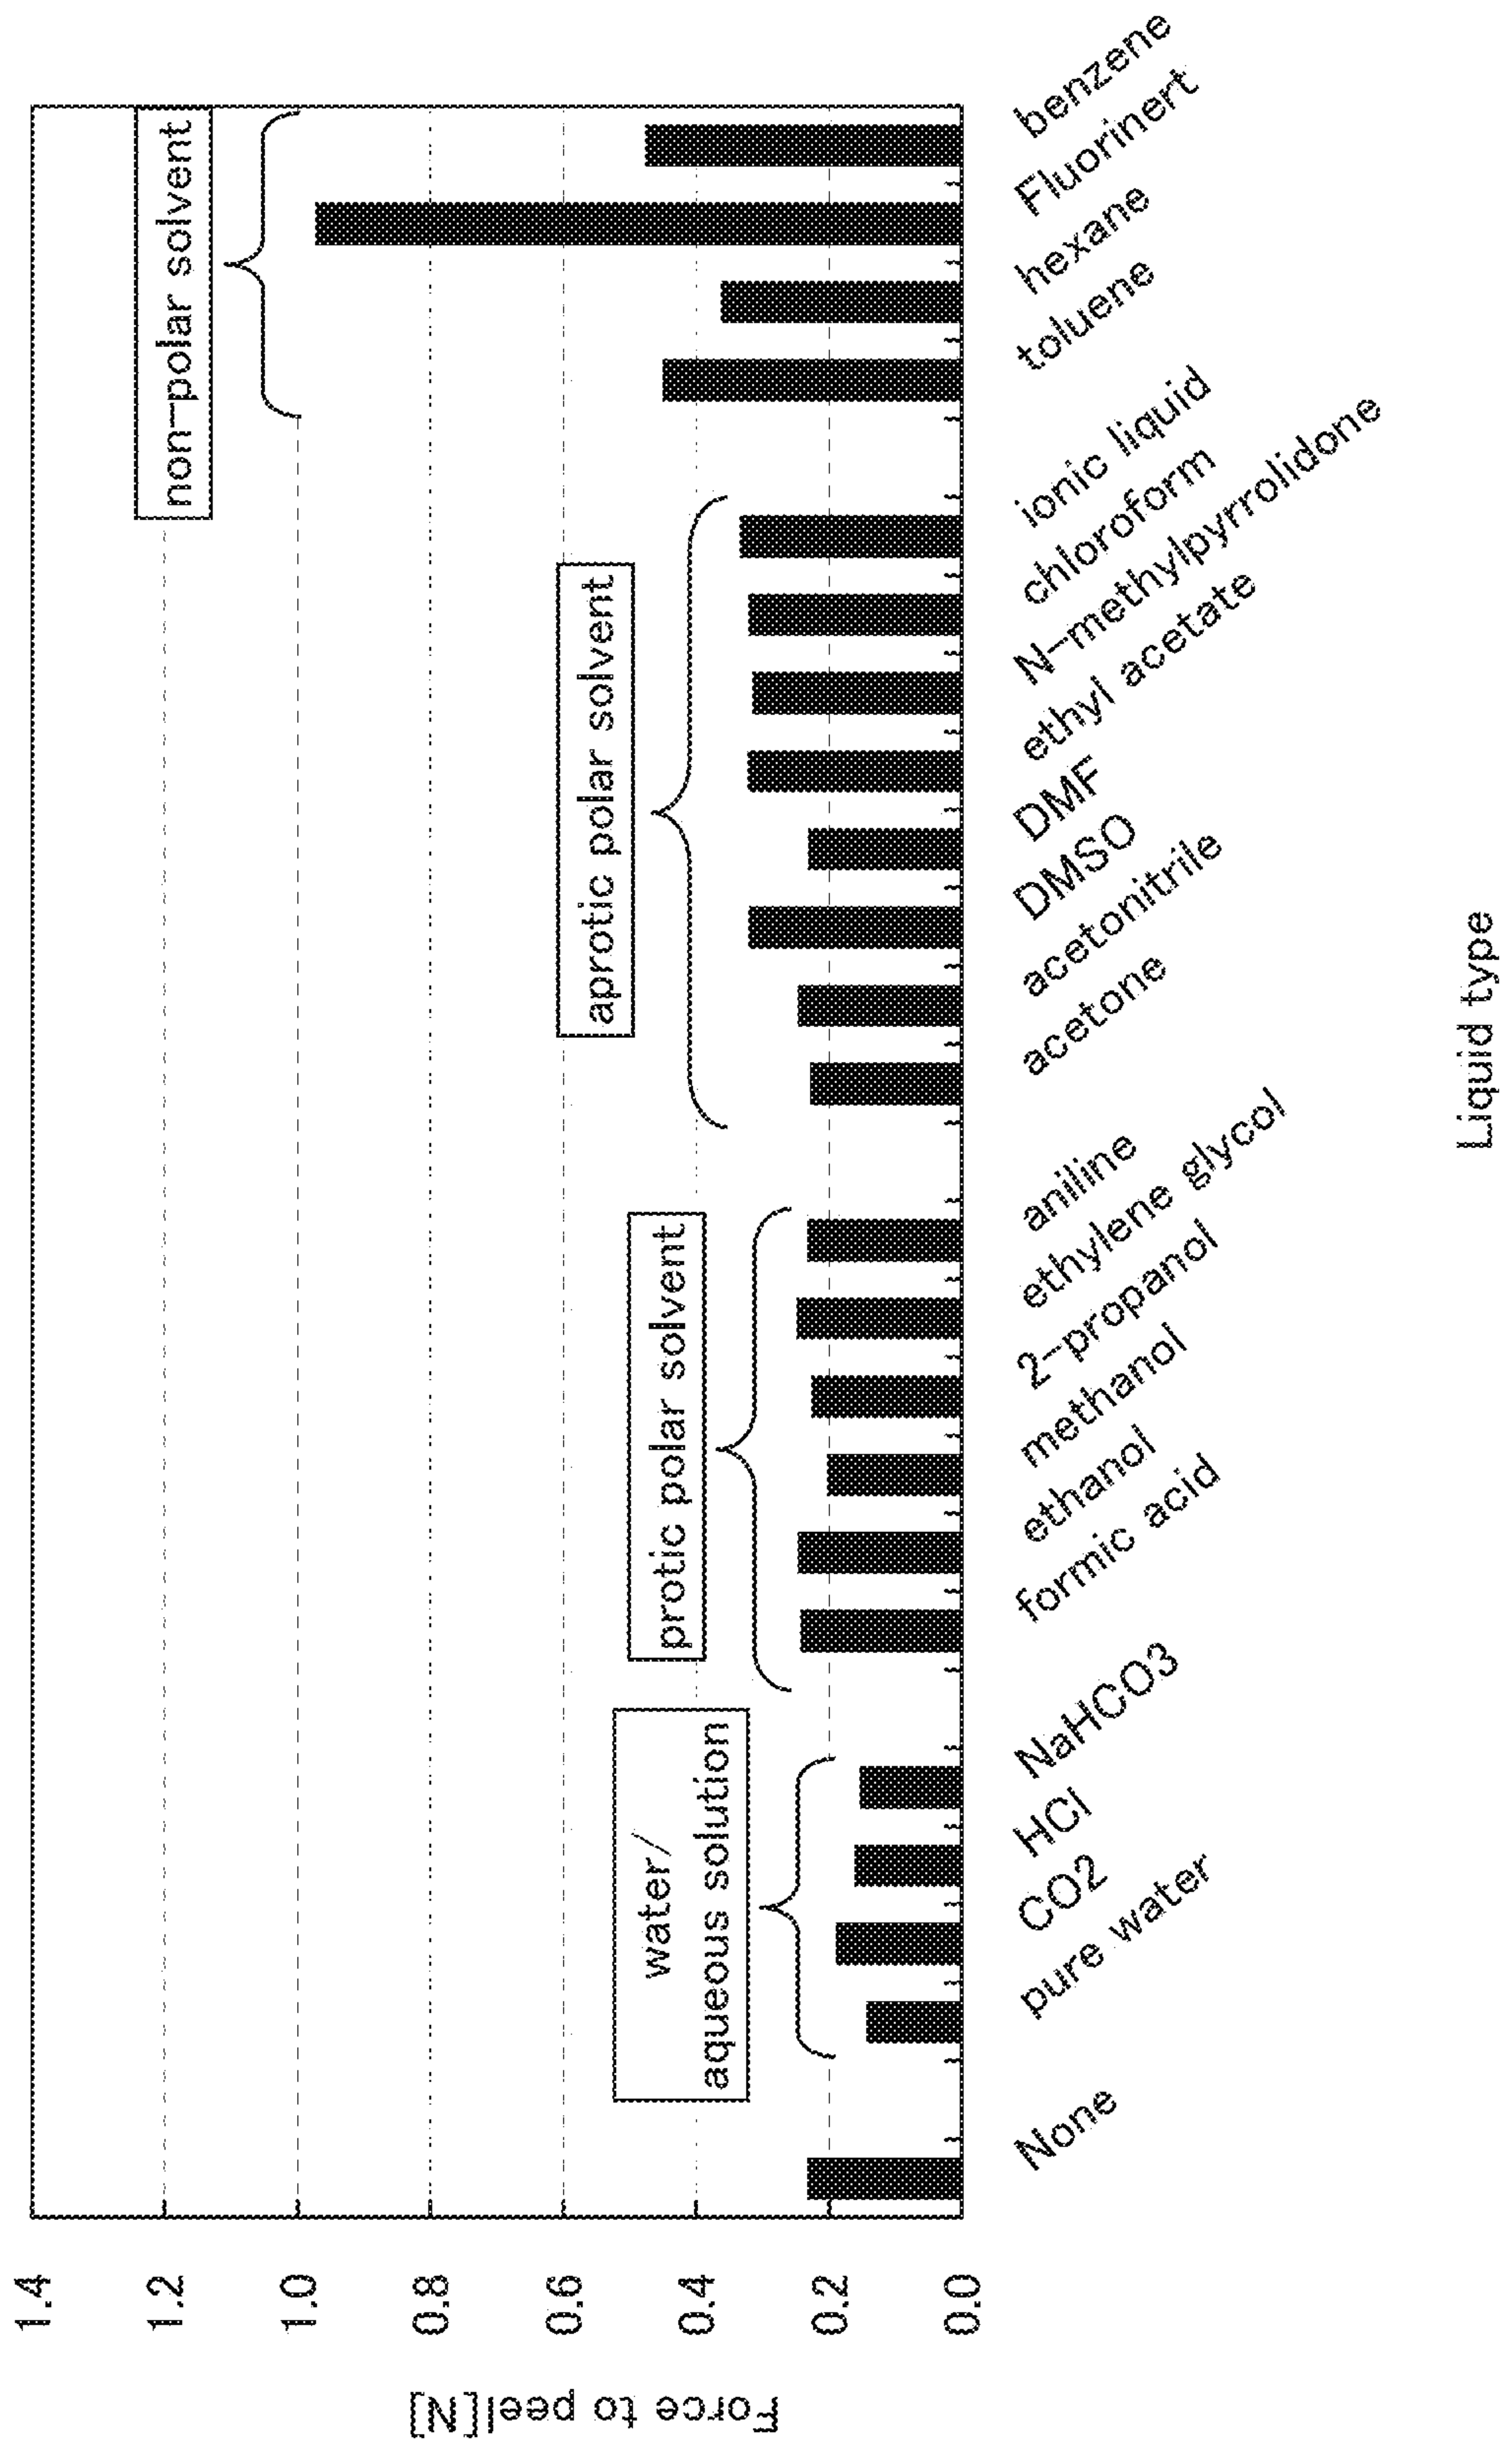 Force to peel[N]
1.4
1.2
1.0
0.8
0.6
0.4
0.2
0.0
water/
aqueous solution
protic polar solvent
aprotic polar solvent
non-polar solvent
None
pure water
CO2
HCl
NaHCO3
formic acid
ethanol
methanol
2-propanol
ethylene glycol
aniline
acetone
acetonitrile
DMSO
DMF
ethyl acetate
N-methylpyrrolidone
chloroform
ionic liquid
toluene
hexane
Fluorinert
benzene
Liquid type